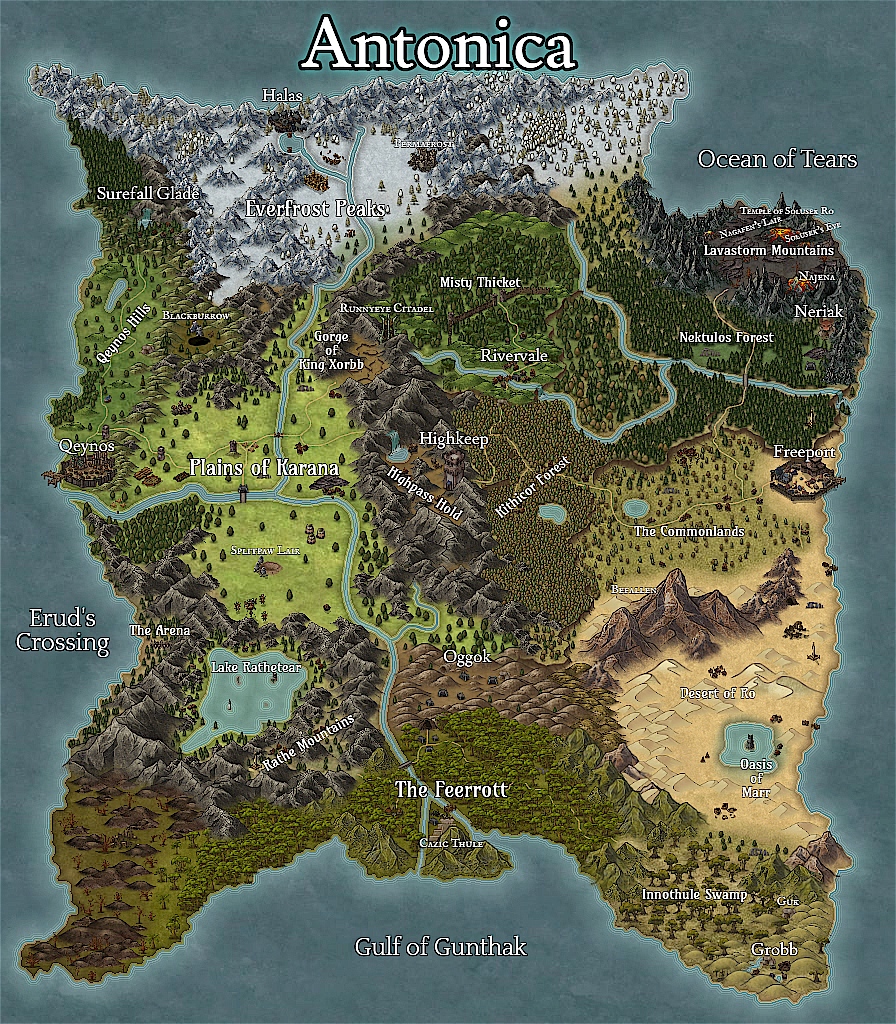 Antonica
Halas
Permafrost
Ocean of Tears
Surefall Glade
Everfrost Peaks
Temple of Solusek Ro
Nagafen's Lair
Solusek's Eye
Lavastorm Mountains
Najena
Misty Thicket
Neriak
Blackburrow
Runnyeye Citadel
Qeynos Hills
Gorge
of
King Xorbb
Rivervale
Nektulos Forest
Qeynos
Highkeep
Freeport
Plains of Karana
Highpass Hold
Kithicor Forest
The Commonlands
Splitpaw Lair
Befallen
Erud's
Crossing
The Arena
Oggok
Lake Rathetear
Desert of Ro
Rathe Mountains
Oasis
of
Marr
The Feerrott
Cazic Thule
Innothule Swamp
Guk
Gulf of Gunthak
Grobb